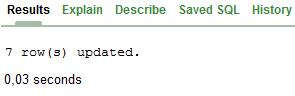 Results Explain Describe Saved SQL History
7 row(s) updated.
0,03 seconds